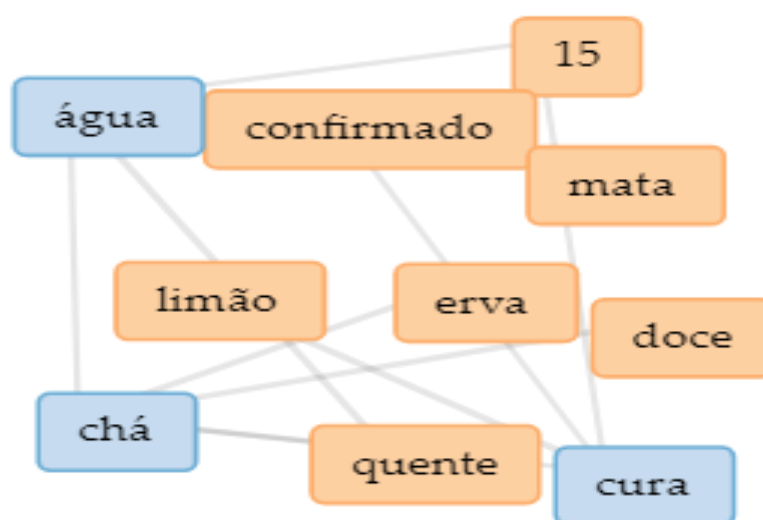 15
água
confirmado
mata
limão
erva
doce
chá
quente
cura